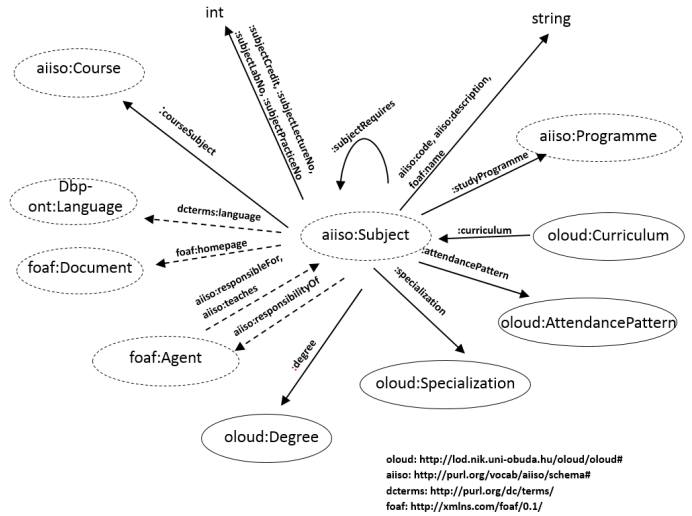 int
string
aiiso:Course
:subjectCredit, :subjectLectureNo,
:subjectLabNo, :subjectPracticeNo
:courseSubject
:subjectRequires
aiiso:code, aiiso:description,
foaf:name
aiiso:Programme
:studyProgramme
Dbp-
ont:Language
dcterms:language
aiiso:Subject
:curriculum
oloud:Curriculum
foaf:Document
foaf:homepage
:attendancePattern
aiiso:responsibleFor,
aiiso:teaches
aiiso:responsibilityOf
:specialization
oloud:AttendancePattern
foaf:Agent
:degree
oloud:Specialization
oloud:Degree
oloud: http://lod.nik.uni-obuda.hu/oloud/oloud#
aiiso: http://purl.org/vocab/aiiso/schema#
dcterms: http://purl.org/dc/terms/
foaf: http://xmlns.com/foaf/0.1/